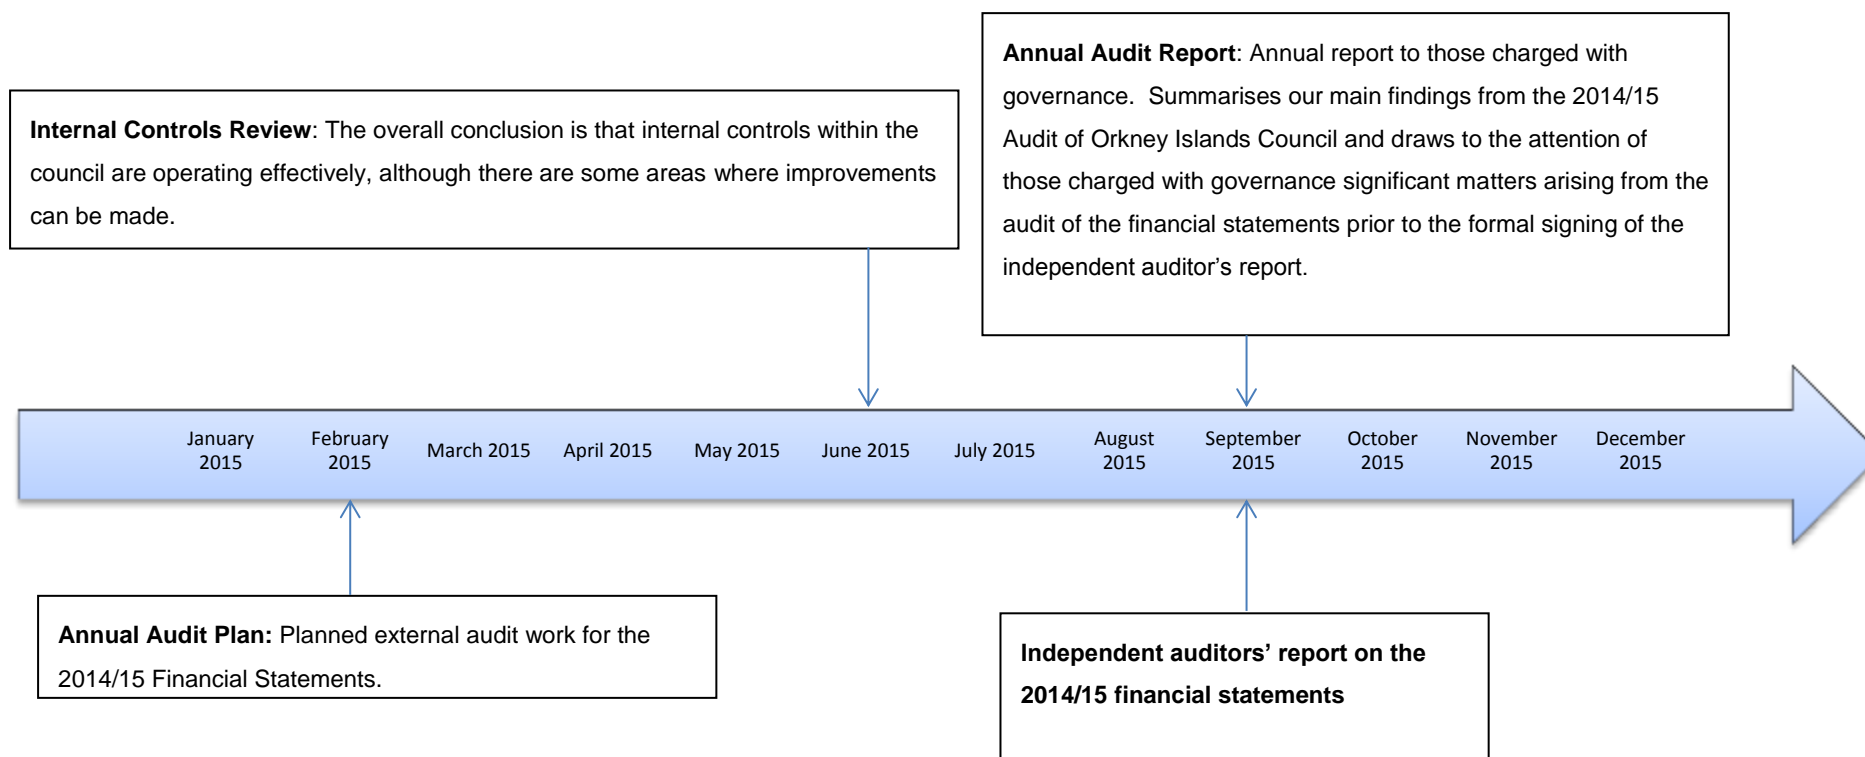 Internal Controls Review: The overall conclusion is that internal controls within the
council are operating effectively, although there are some areas where improvements
can be made.
Annual Audit Report: Annual report to those charged with
governance.  Summarises our main findings from the 2014/15
Audit of Orkney Islands Council and draws to the attention of
those charged with governance significant matters arising from the
audit of the financial statements prior to the formal signing of the
independent auditor’s report.
January
2015
February
2015
March 2015
April 2015
May 2015
June 2015
July 2015
August
2015
September
2015
October
2015
November
2015
December
2015
Annual Audit Plan: Planned external audit work for the
2014/15 Financial Statements.
Independent auditors’ report on the
2014/15 financial statements